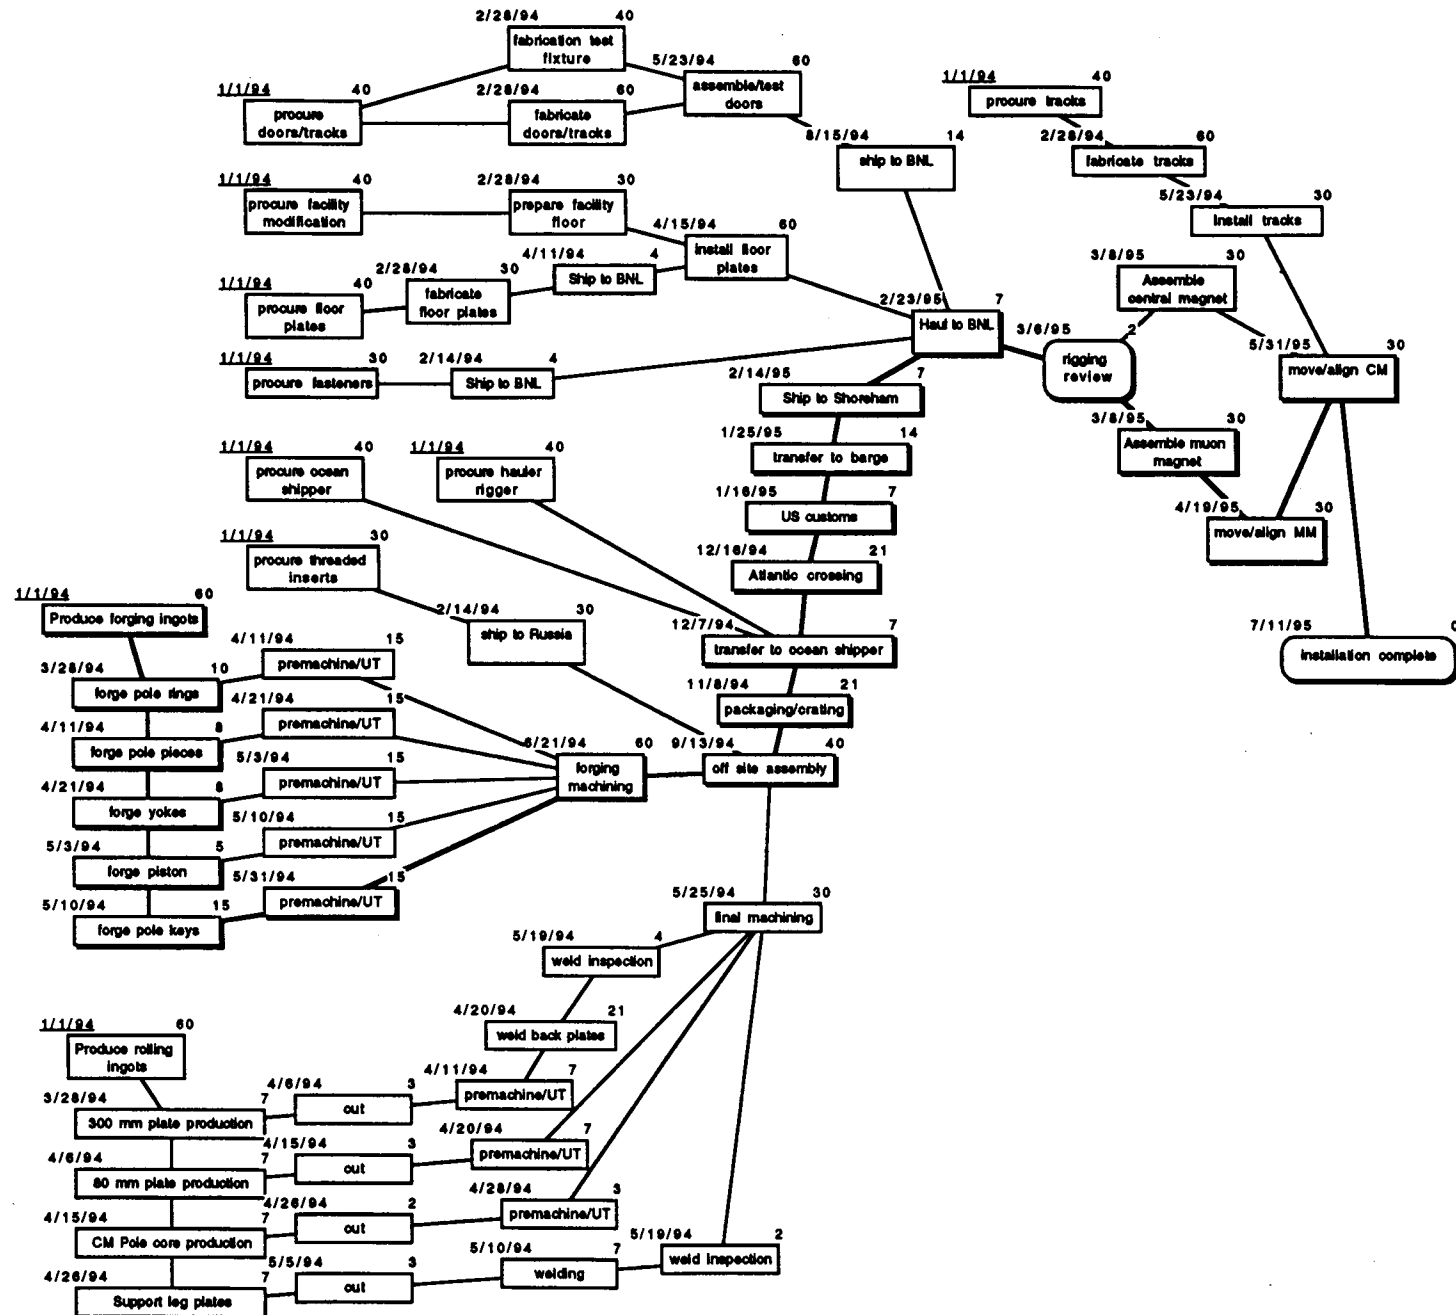 2/28/94 40
fabrication test
fixture
1/1/94 40
procure
doors/tracks
2/28/94 60
fabricate
doors/tracks
5/23/94 60
assemble/test
doors
8/15/94 14
ship to BNL
1/1/94 40
procure tracks
2/28/94 60
fabricate tracks
5/23/94 30
install tracks
1/1/94 40
procure facility
modification
2/28/94 30
prepare facility
floor
4/15/94 60
install floor
plates
1/1/94 40
procure floor
plates
2/28/94 30
fabricate
floor plates
4/11/94 4
Ship to BNL
1/1/94 30
procure fasteners
2/14/94 4
Ship to BNL
2/23/95 7
Haul to BNL
3/6/95 2
rigging
review
3/8/95 30
Assemble
central magnet
5/31/95 30
move/align CM
3/8/95 30
Assemble muon
magnet
4/19/95 30
move/align MM
7/11/95 0
installation complete
2/14/95 7
Ship to Shoreham
1/25/95 14
transfer to barge
1/16/95 7
US customs
12/16/94 21
Atlantic crossing
12/7/94 7
transfer to ocean shipper
11/8/94 21
packaging/crating
9/13/94 40
off site assembly
1/1/94 40
procure ocean
shipper
1/1/94 40
procure hauler
rigger
1/1/94 30
procure threaded
inserts
2/14/94 30
ship to Russia
1/1/94 60
Produce forging ingots
3/28/94 10
forge pole rings
4/11/94 15
premachine/UT
4/11/94 8
forge pole pieces
4/21/94 15
premachine/UT
4/21/94 8
forge yokes
5/3/94 15
premachine/UT
5/3/94 5
forge piston
5/10/94 15
premachine/UT
5/10/94 15
forge pole keys
5/31/94 15
premachine/UT
6/21/94 60
forging
machining
5/25/94 30
final machining
5/19/94 4
weld inspection
4/20/94 21
weld back plates
1/1/94 60
Produce rolling
ingots
3/28/94 7
300 mm plate production
4/6/94 3
cut
4/11/94 7
premachine/UT
4/6/94 7
80 mm plate production
4/15/94 3
cut
4/20/94 7
premachine/UT
4/15/94 7
CM Pole core production
4/26/94 2
cut
4/28/94 3
premachine/UT
4/26/94 7
Support leg plates
5/5/94 3
cut
5/10/94 7
welding
5/19/94 2
weld inspection